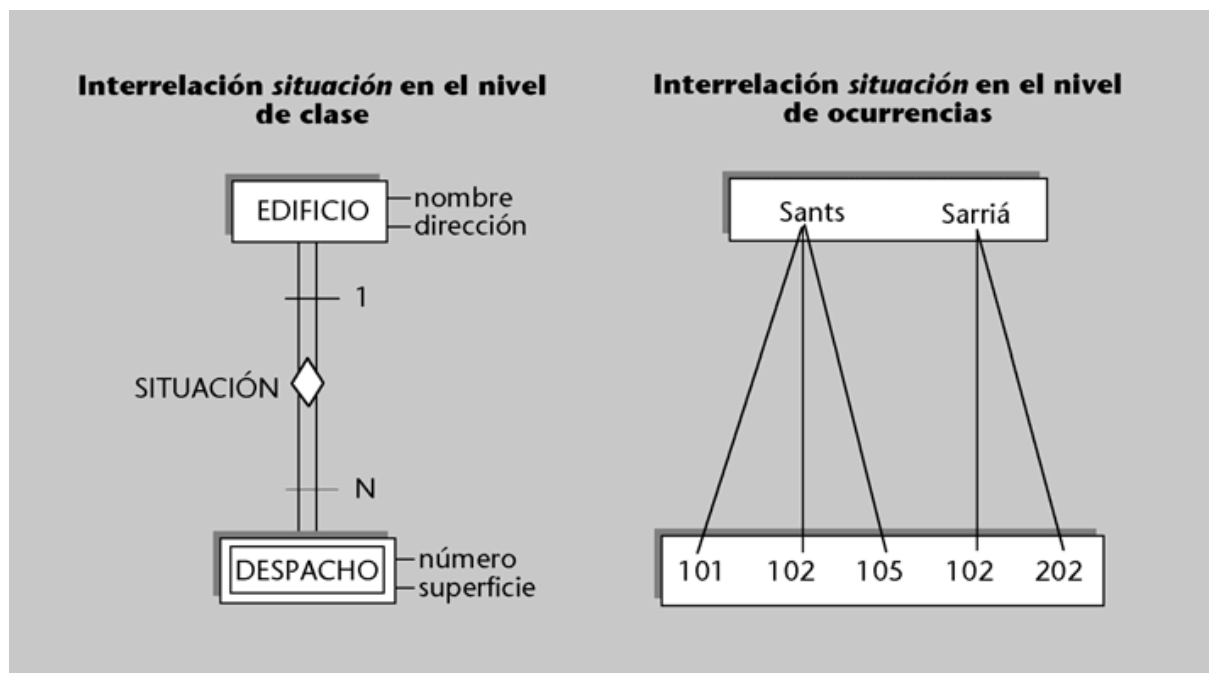 Interrelación situación en el nivel
de clase
EDIFICIO
nombre
dirección
1
SITUACIÓN
N
DESPACHO
número
superficie
Interrelación situación en el nivel
de ocurrencias
Sants Sarriá
101 102 105 102 202